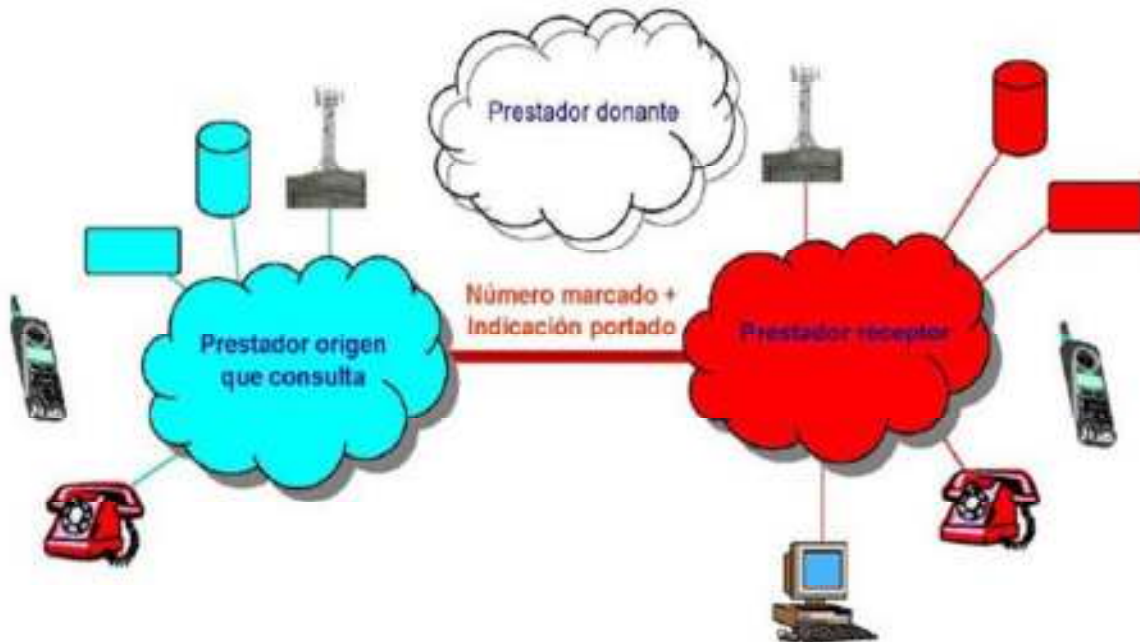 Prestador donante
Número marcado +
Indicación portado
Prestador origen
que consulta
Prestador receptor